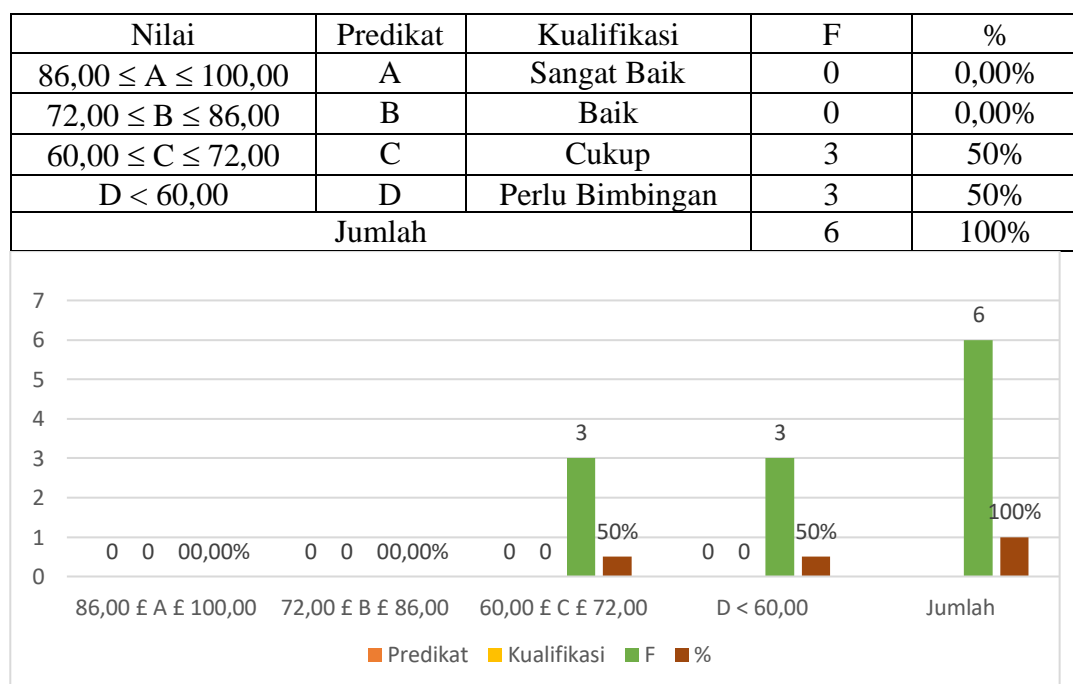 Nilai Predikat Kualifikasi F %
86,00 ≤ A ≤ 100,00 A Sangat Baik 0 0,00%
72,00 ≤ B ≤ 86,00 B Baik 0 0,00%
60,00 ≤ C ≤ 72,00 C Cukup 3 50%
D < 60,00 D Perlu Bimbingan 3 50%
Jumlah 6 100%
7
6 6
5
4
3 3 3
2
1 50% 50% 100%
0 0 00,00% 0 0 00,00% 0 0 0 0
0
86,00 £ A £ 100,00 72,00 £ B £ 86,00 60,00 £ C £ 72,00 D < 60,00 Jumlah
Predikat Kualifikasi F %